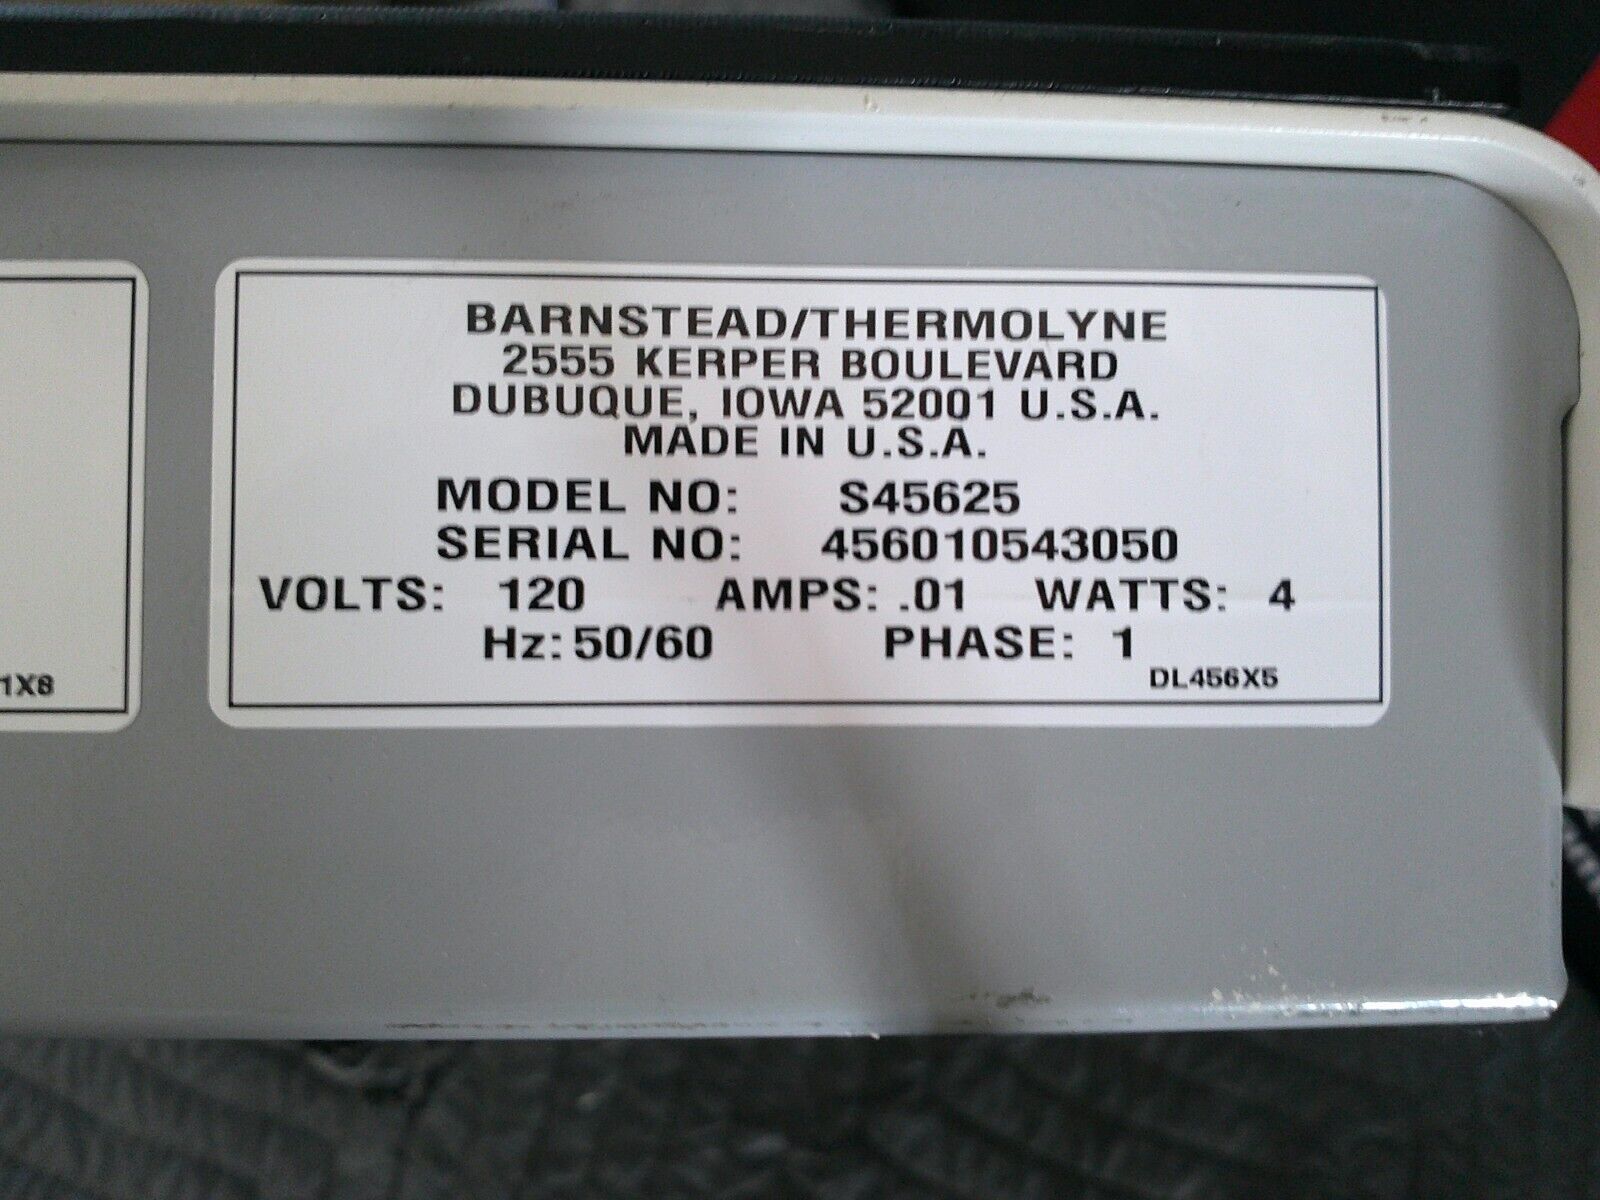 BARNSTEAD/THERMOLYNE
2555 KERPER BOULEVARD
DUBUQUE, IOWA 52001 U.S.A.
MADE IN U.S.A.
MODEL NO: S45625
SERIAL NO: 456010543050
VOLTS: 120 AMPS: .01 WATTS: 4
Hz: 50/60 PHASE: 1
DL456X5
1X8